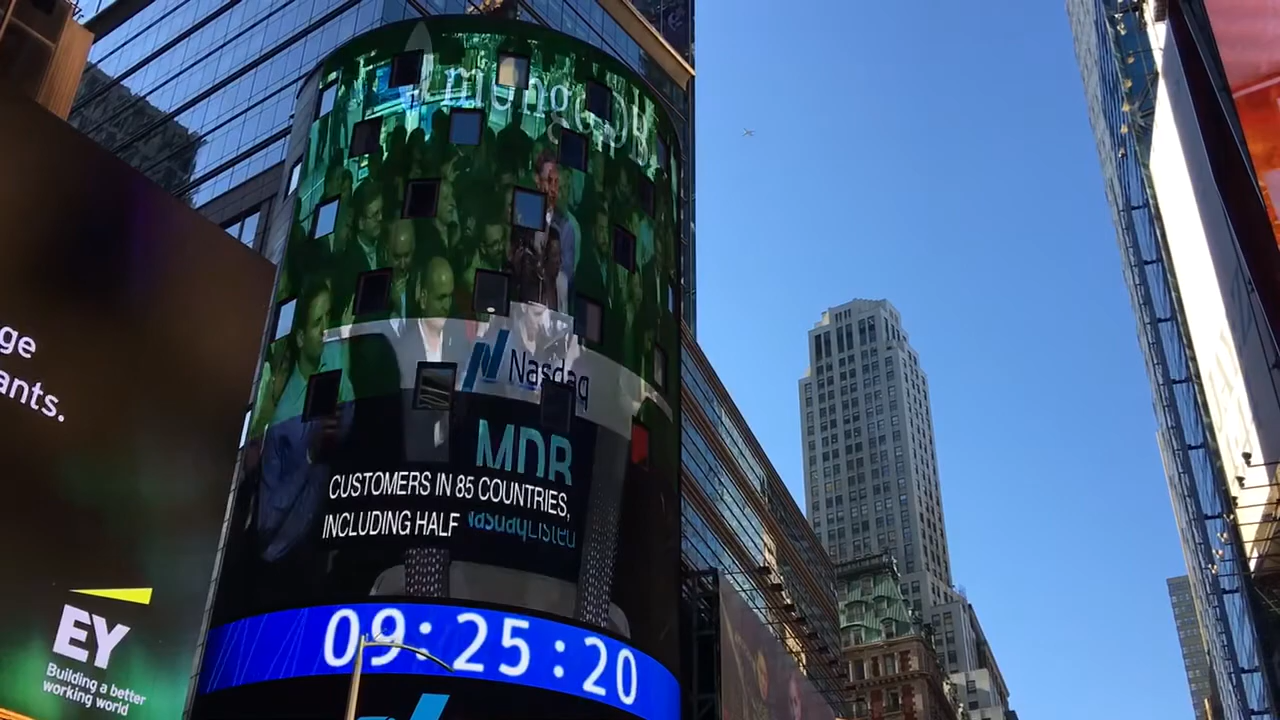 mongoDB
ge
ants.
Nasdaq
MDB
CUSTOMERS IN 85 COUNTRIES,
INCLUDING HALF
NasdaqListed
09:25:20
EY
Building a better
working world